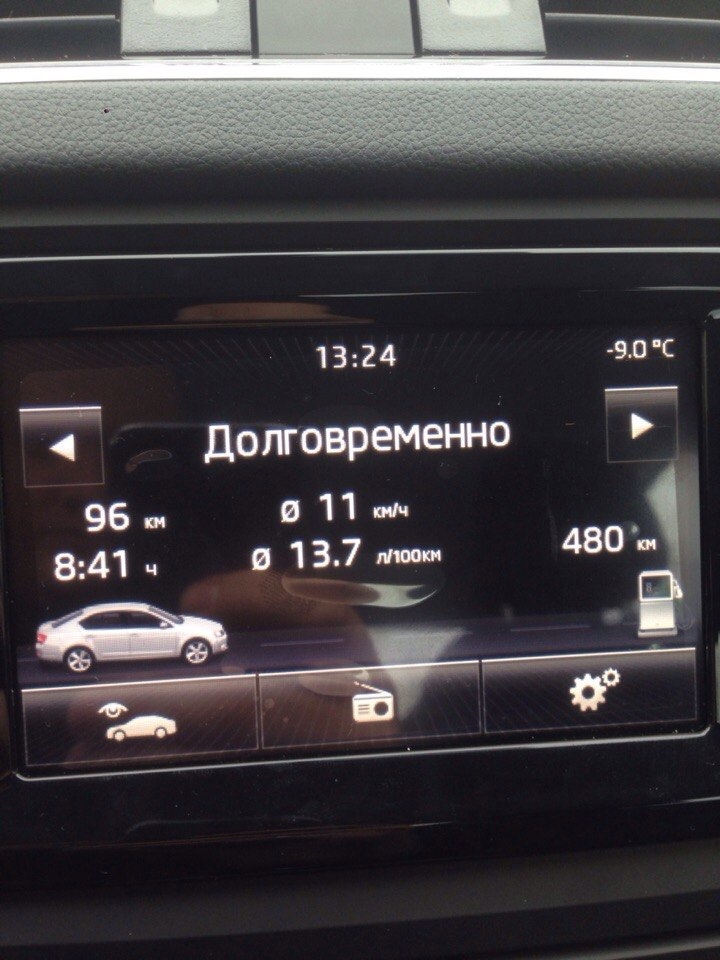 13:24
-9.0 °C
Долговременно
96 км
ø 11 км/ч
8:41 ч
ø 13.7 л/100км
480 км